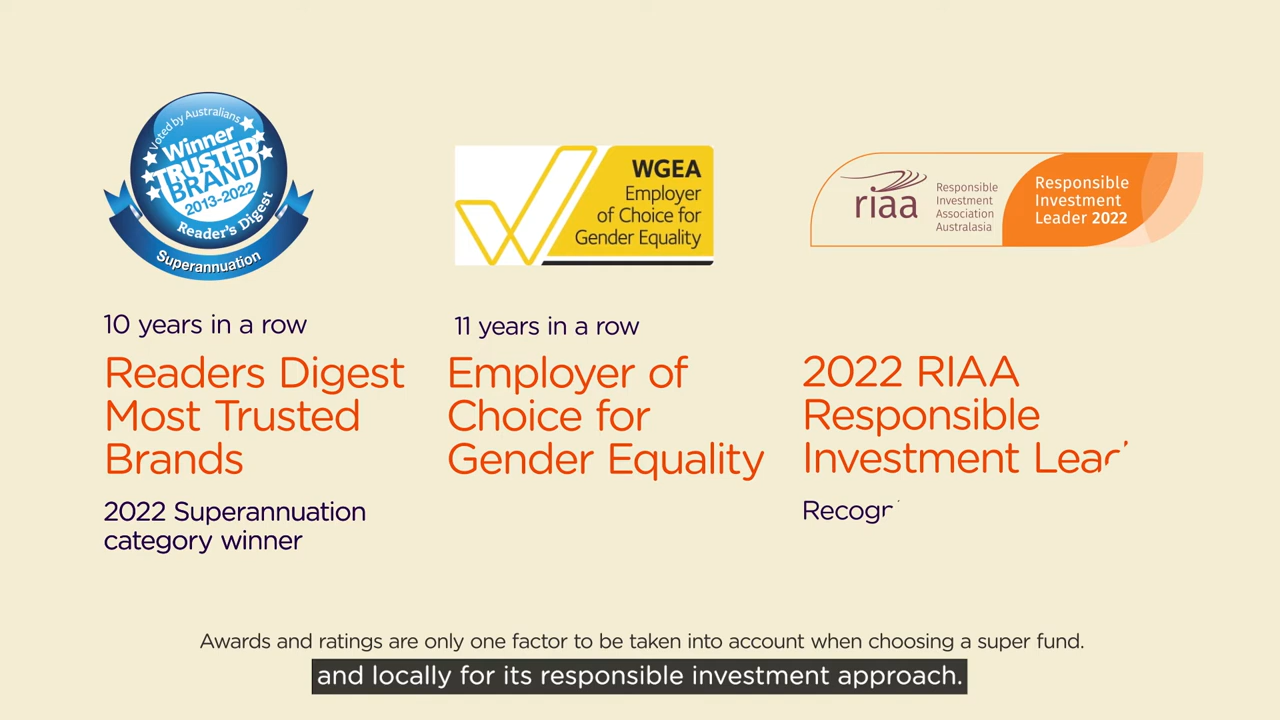 Voted by Australians
Winner
TRUSTED
BRAND
2013-2022
Reader's Digest
Superannuation
10 years in a row
Readers Digest
Most Trusted
Brands
2022 Superannuation
category winner
WGEA
Employer
of Choice for
Gender Equality
11 years in a row
Employer of
Choice for
Gender Equality
riaa
Responsible
Investment
Association
Australasia
Responsible
Investment
Leader 2022
2022 RIAA
Responsible
Investment
Awards and ratings are only one factor to be taken into account when choosing a super fund.
and locally for its responsible investment approach.